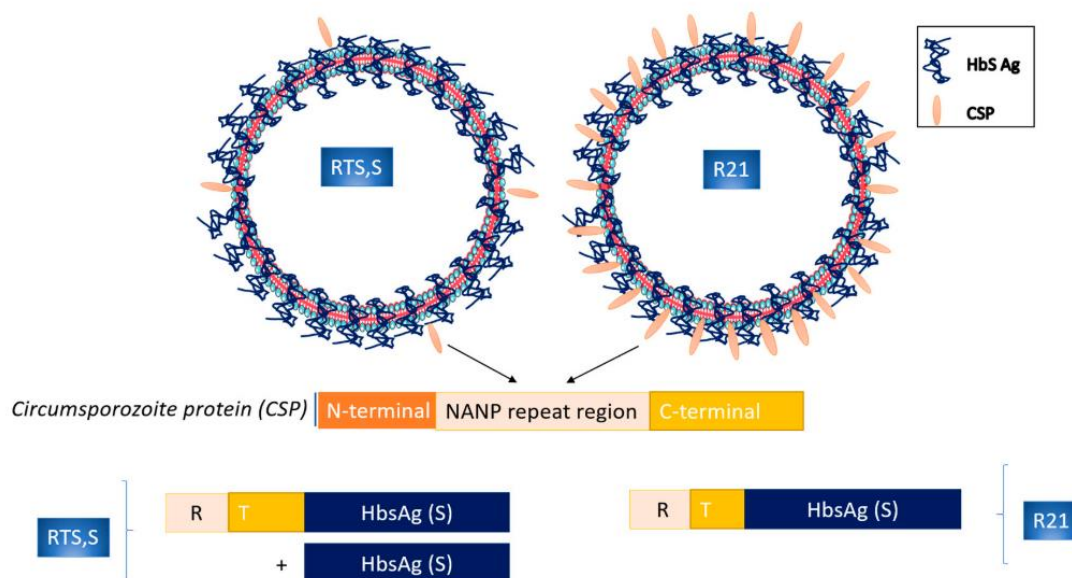 HbS Ag
CSP
RTS,S
R21
Circumsporozoite protein (CSP)
N-terminal
NANP repeat region
C-terminal
R
T
HbsAg (S)
R
T
HbsAg (S)
RTS,S
R21
+
HbsAg (S)